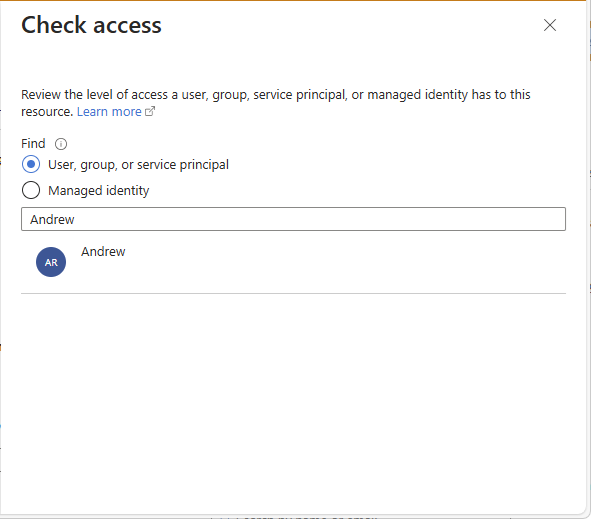 Check access
Review the level of access a user, group, service principal, or managed identity has to this
resource. Learn more
Find
User, group, or service principal
Managed identity
Andrew
AR
Andrew